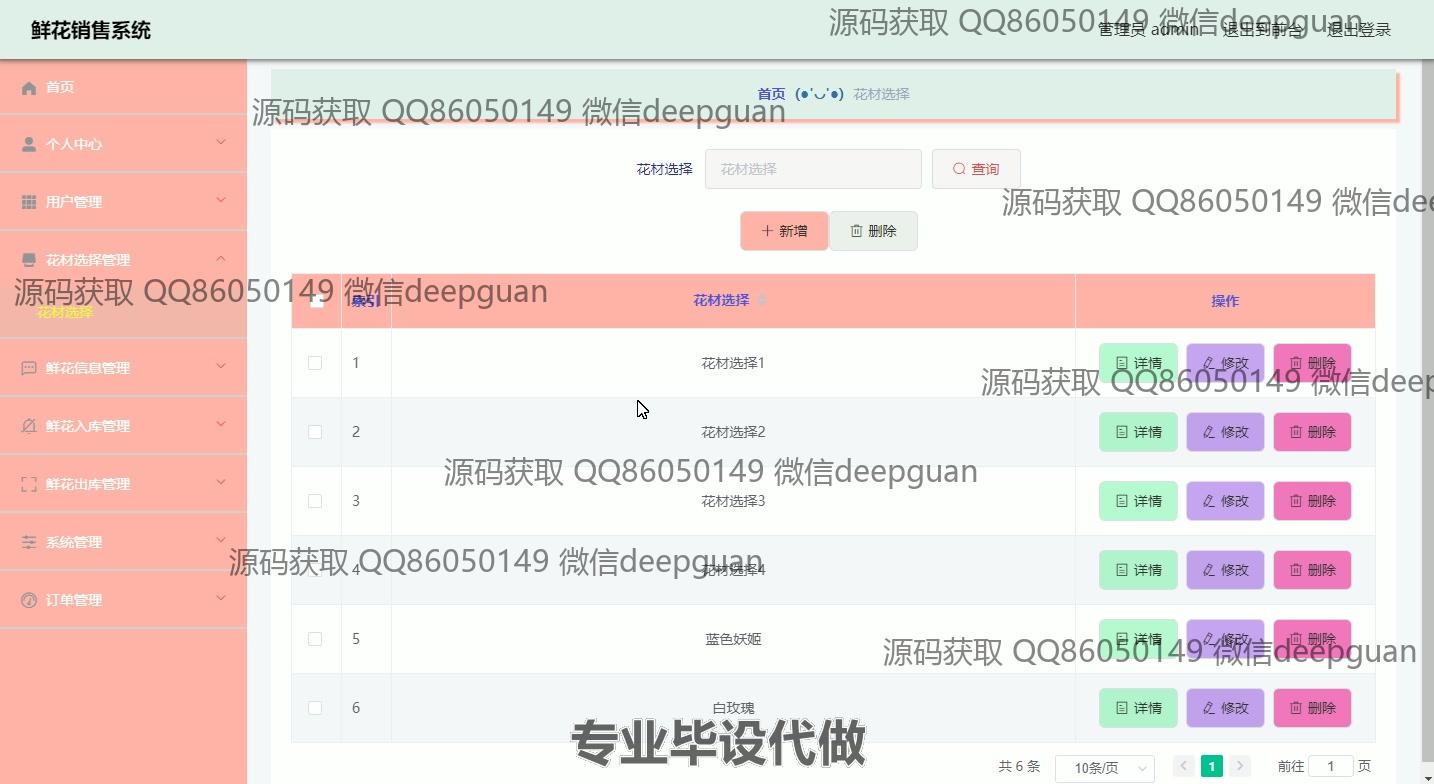 鲜花销售系统
源码获取 QQ86050149 微信deepguan
管理员 admin 退出到前台 退出登录
首页
首页 (●'◡'●) 花材选择
源码获取 QQ86050149 微信deepguan
个人中心
花材选择 花材选择 查询
用户管理
源码获取 QQ86050149 微信dee
新增 删除
花材选择管理
源码获取 QQ86050149 微信deepguan
索引 花材选择 操作
花材选择
1 花材选择1 详情 修改 删除
鲜花信息管理
源码获取 QQ86050149 微信deep
鲜花入库管理
2 花材选择2 详情 修改 删除
源码获取 QQ86050149 微信deepguan
鲜花出库管理
3 花材选择3 详情 修改 删除
系统管理
源码获取 QQ86050149 微信deepguan
4 花材选择4 详情 修改 删除
订单管理
5 蓝色妖姬 详情 修改 删除
源码获取 QQ86050149 微信deepguan
6 白玫瑰 详情 修改 删除
专业毕设代做
共 6 条 10条/页 1 前往 1 页